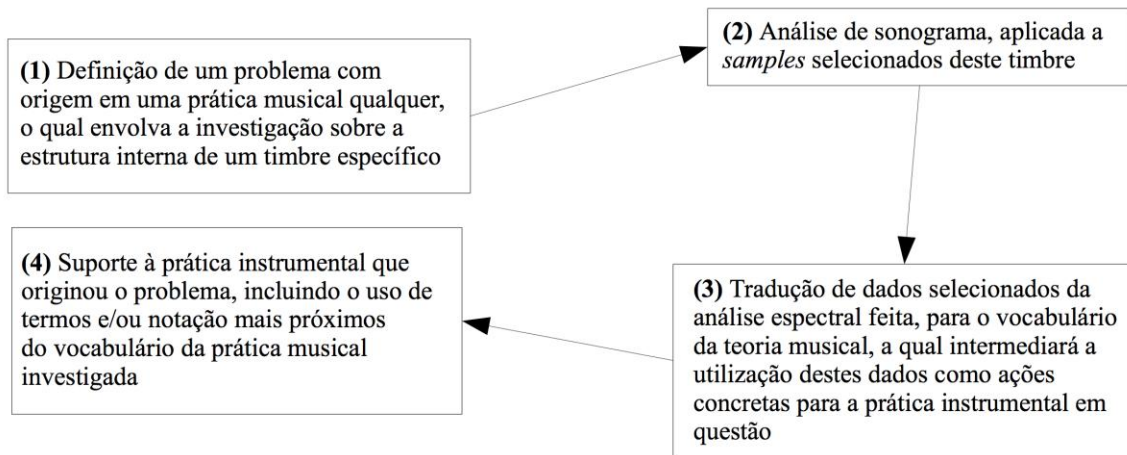 (1) Definição de um problema com
origem em uma prática musical qualquer,
o qual envolva a investigação sobre a
estrutura interna de um timbre específico
(2) Análise de sonograma, aplicada a
samples selecionados deste timbre
(3) Tradução de dados selecionados da
análise espectral feita, para o vocabulário
da teoria musical, a qual intermediará a
utilização destes dados como ações
concretas para a prática instrumental em
questão
(4) Suporte à prática instrumental que
originou o problema, incluindo o uso de
termos e/ou notação mais próximos
do vocabulário da prática musical
investigada